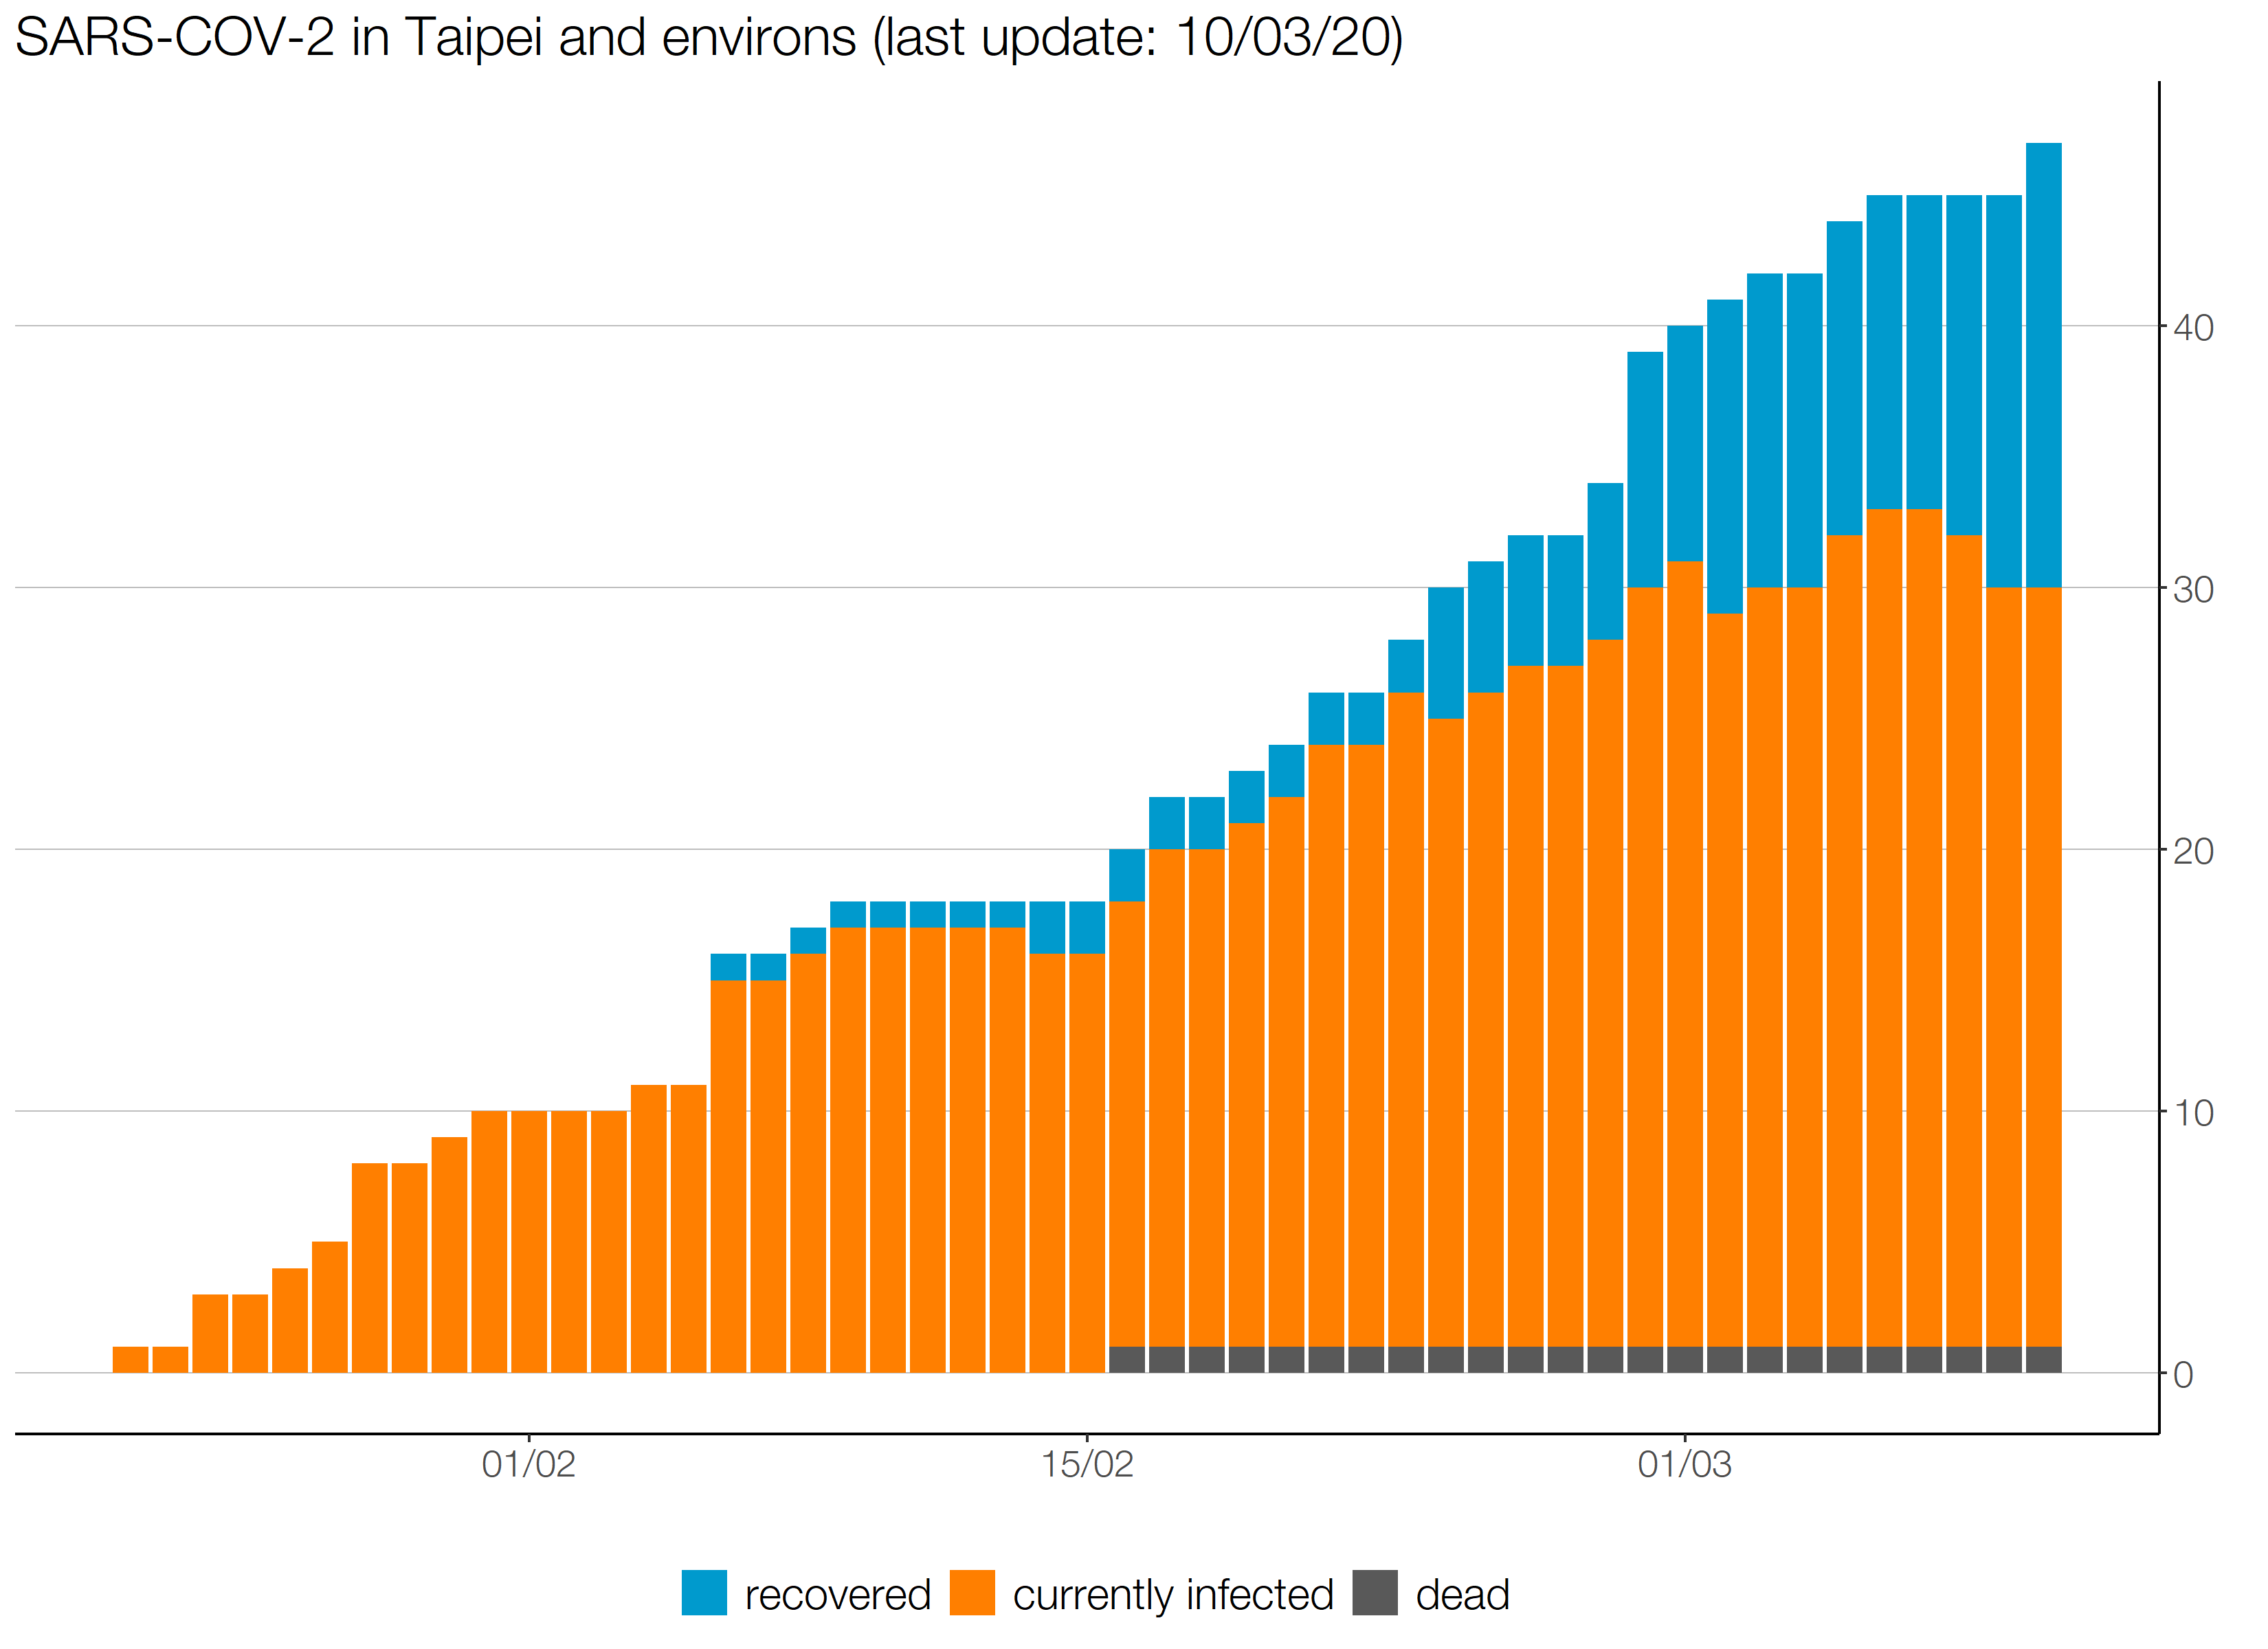 SARS-COV-2 in Taipei and environs (last update: 10/03/20)
40
30
20
10
0
01/02 15/02 01/03
recovered currently infected dead